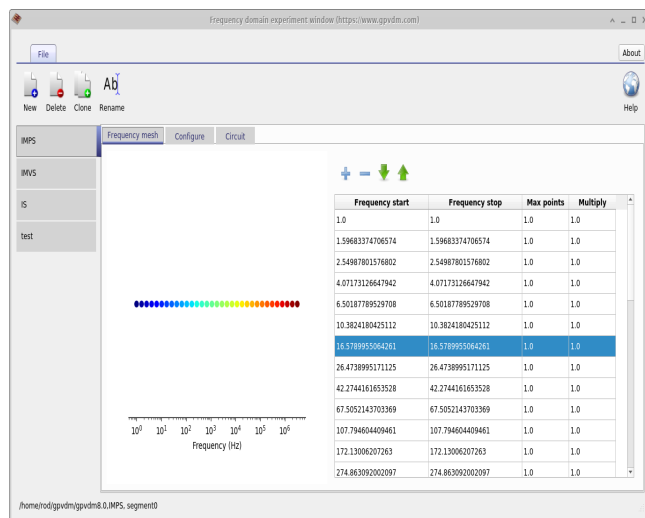 Frequency domain experiment window (https://www.gpvdm.com)
File
About
New Delete Clone Rename
Help
IMPS
IMVS
IS
test
Frequency mesh Configure Circuit
Frequency start Frequency stop Max points Multiply
1.0 1.0 1.0 1.0
1.59683374706574 1.59683374706574 1.0 1.0
2.54987801576802 2.54987801576802 1.0 1.0
4.07173126647942 4.07173126647942 1.0 1.0
6.50187789529708 6.50187789529708 1.0 1.0
10.3824180425112 10.3824180425112 1.0 1.0
16.5789955064261 16.5789955064261 1.0 1.0
26.4738995171125 26.4738995171125 1.0 1.0
42.2744161653528 42.2744161653528 1.0 1.0
67.5052143703369 67.5052143703369 1.0 1.0
107.794604409461 107.794604409461 1.0 1.0
172.13006207263 172.13006207263 1.0 1.0
274.863092002097 274.863092002097 1.0 1.0
10⁰ 10¹ 10² 10³ 10⁴ 10⁵ 10⁶
Frequency (Hz)
/home/rod/gpvdm/gpvdm8.0,IMPS, segment0